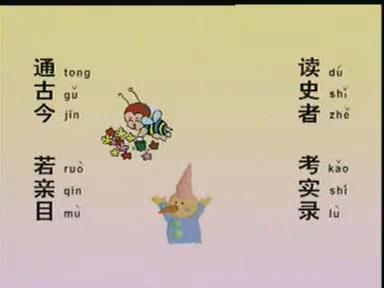 读史者
dú shǐ zhě
考实录
kǎo shí lù
通古今
tong gǔ jīn
若亲目
ruò qīn mù